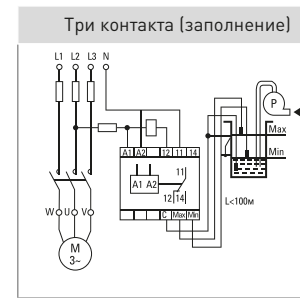 Три контакта (заполнение)
L1 L2 L3 N
P
Max
A1 A2 12 11 14
Min
11
A1 A2
12 14
L<100м
C Max Min
W U V
M
3~